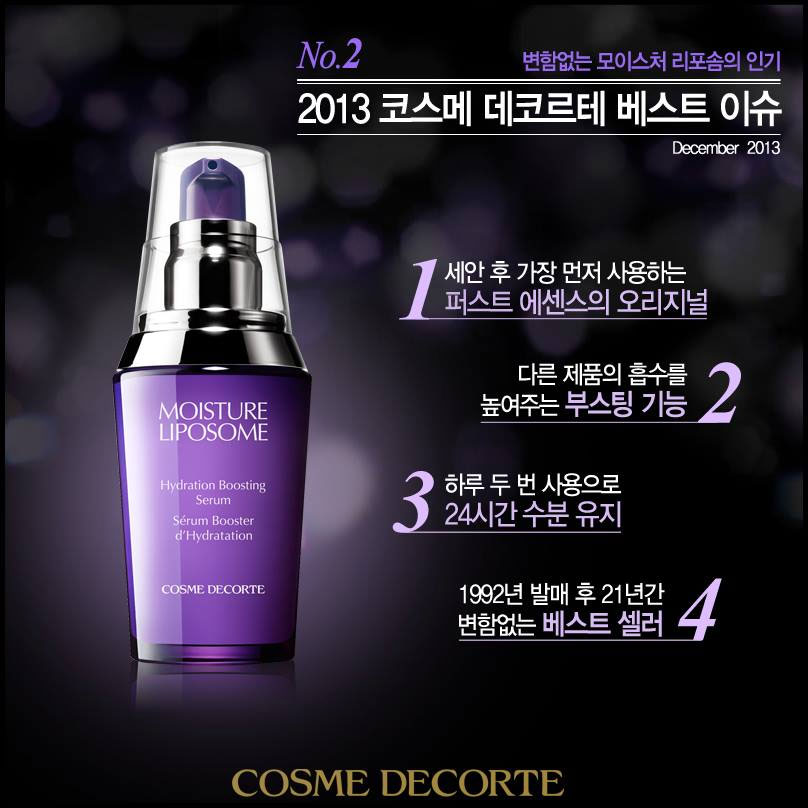 No.2
변함없는 모이스처 리포솜의 인기
2013 코스메 데코르테 베스트 이슈
December 2013
1
세안 후 가장 먼저 사용하는
퍼스트 에센스의 오리지널
다른 제품의 흡수를
높여주는 부스팅 기능
2
3
하루 두 번 사용으로
24시간 수분 유지
1992년 발매 후 21년간
변함없는 베스트 셀러
4
MOISTURE
LIPOSOME
Hydration Boosting
Serum
Sérum Booster
d'Hydratation
COSME DECORTE
COSME DECORTE